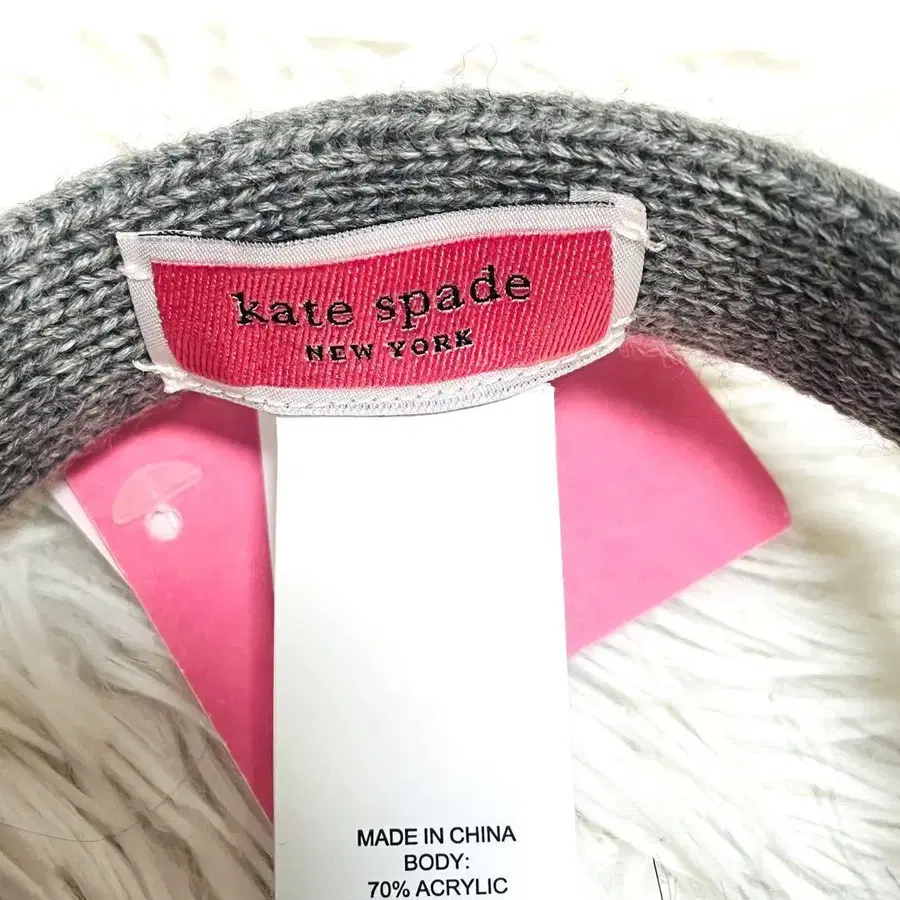 kate spade
NEW YORK
MADE IN CHINA
BODY:
70% ACRYLIC